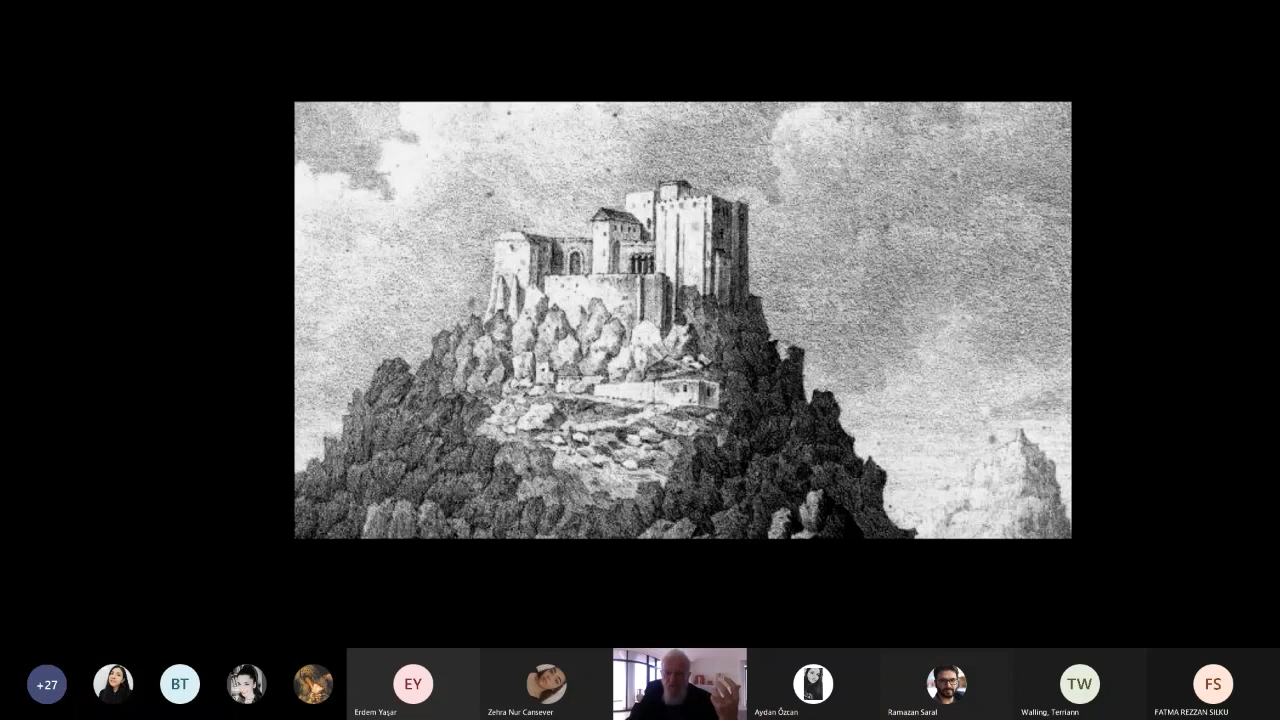 +27
BT
EY
TW
FS
Erdem Yaşar
Zehra Nur Cansever
Aydan Özcan
Ramazan Saral
Walling, Terriann
FATMA REZZAN SILKU